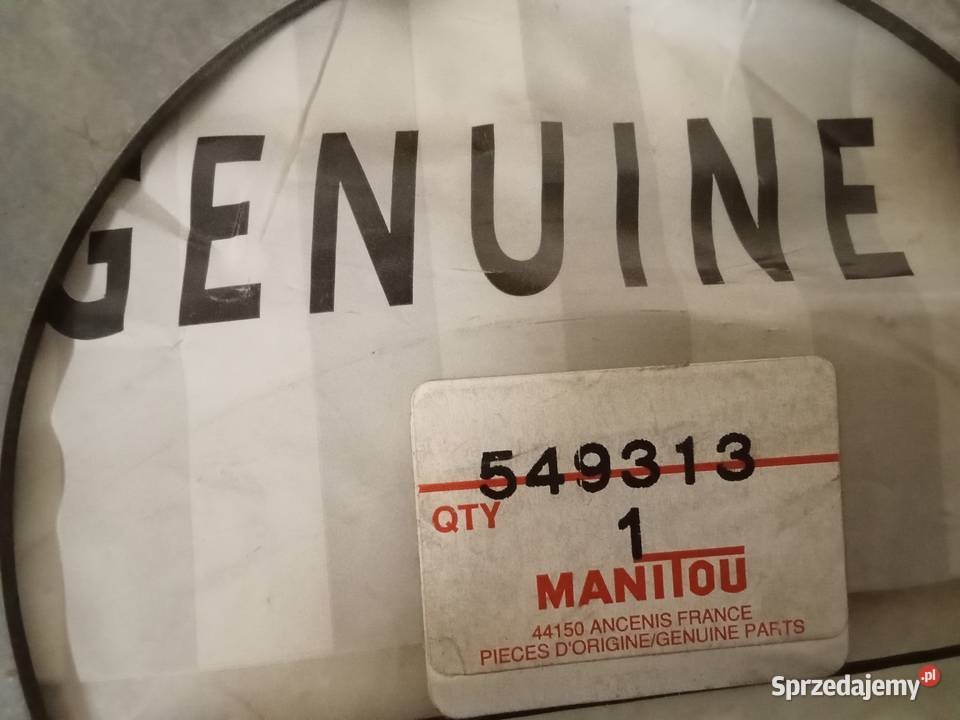 GENUINE
549313
QTY
1
MANITOU
44150 ANCENIS FRANCE
PIECES D'ORIGINE/GENUINE PARTS
Sprzedajemy.pl